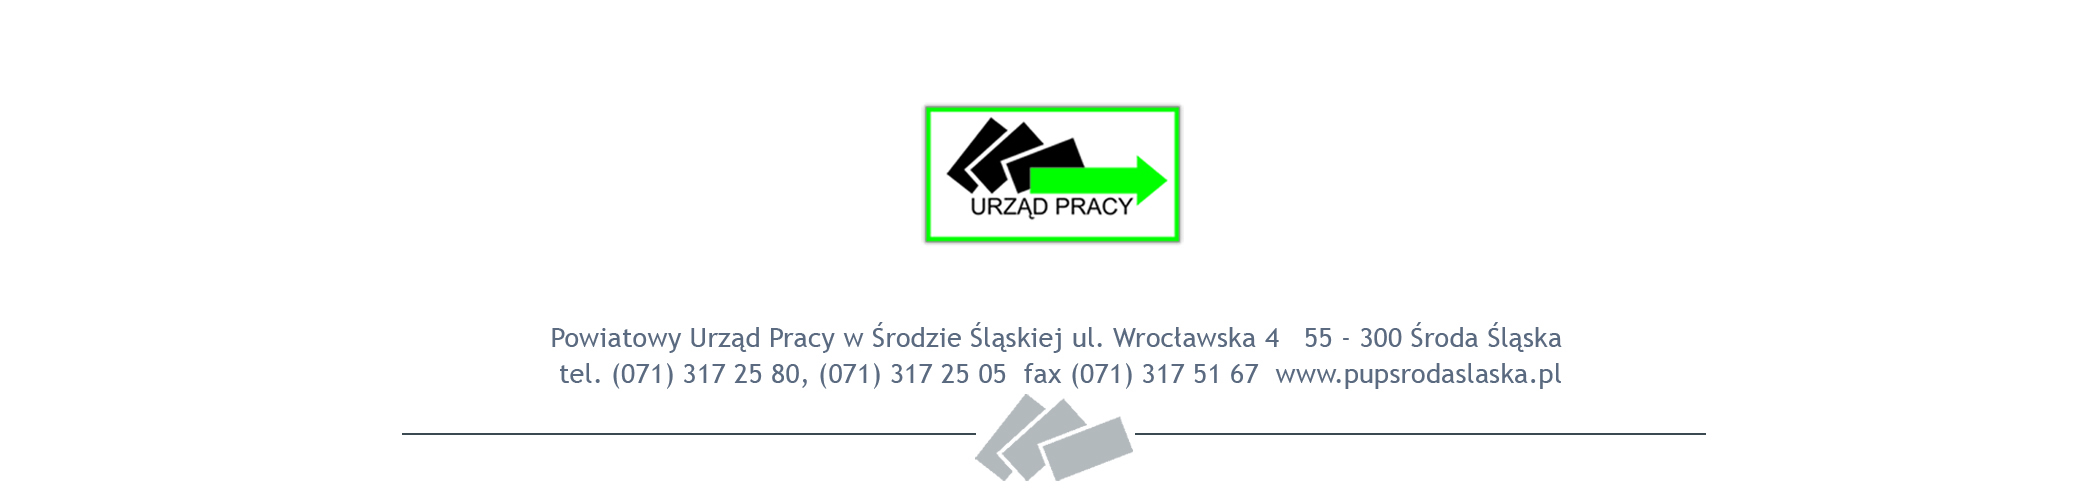 URZĄD PRACY
Powiatowy Urząd Pracy w Środzie Śląskiej ul. Wrocławska 4   55 - 300 Środa Śląska
tel. (071) 317 25 80, (071) 317 25 05  fax (071) 317 51 67  www.pupsrodaslaska.pl